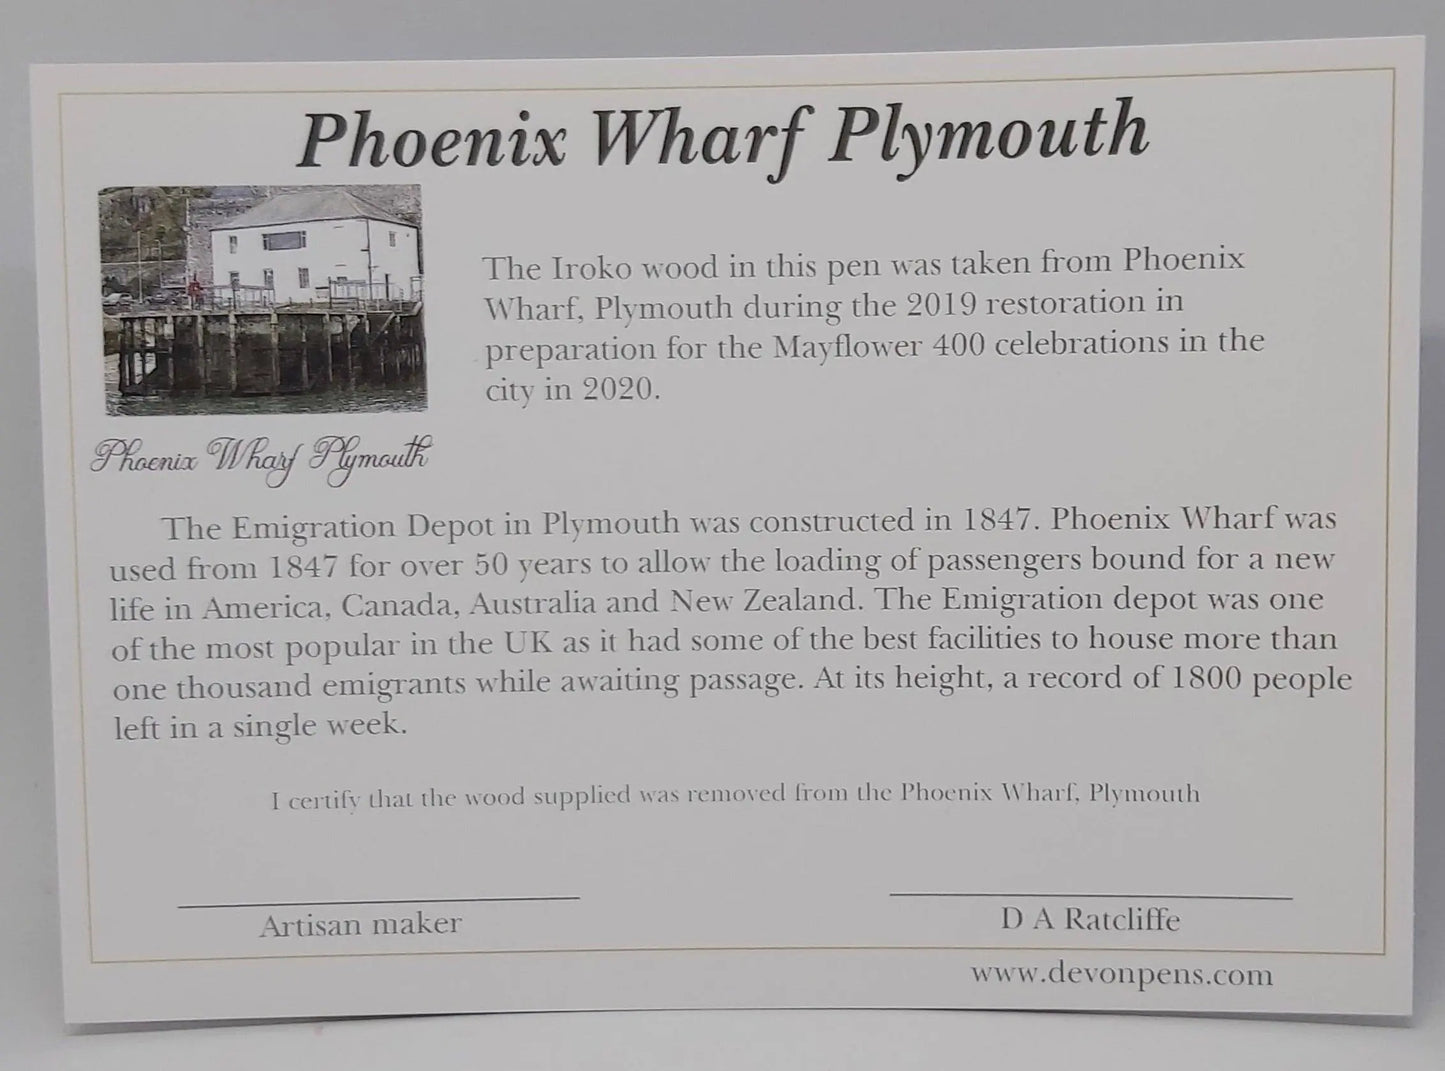 Phoenix Wharf Plymouth
The Iroko wood in this pen was taken from Phoenix
Wharf, Plymouth during the 2019 restoration in
preparation for the Mayflower 400 celebrations in the
city in 2020.
Phoenix Wharf Plymouth
The Emigration Depot in Plymouth was constructed in 1847. Phoenix Wharf was
used from 1847 for over 50 years to allow the loading of passengers bound for a new
life in America, Canada, Australia and New Zealand. The Emigration depot was one
of the most popular in the UK as it had some of the best facilities to house more than
one thousand emigrants while awaiting passage. At its height, a record of 1800 people
left in a single week.
I certify that the wood supplied was removed from the Phoenix Wharf, Plymouth
Artisan maker
D A Ratcliffe
www.devonpens.com